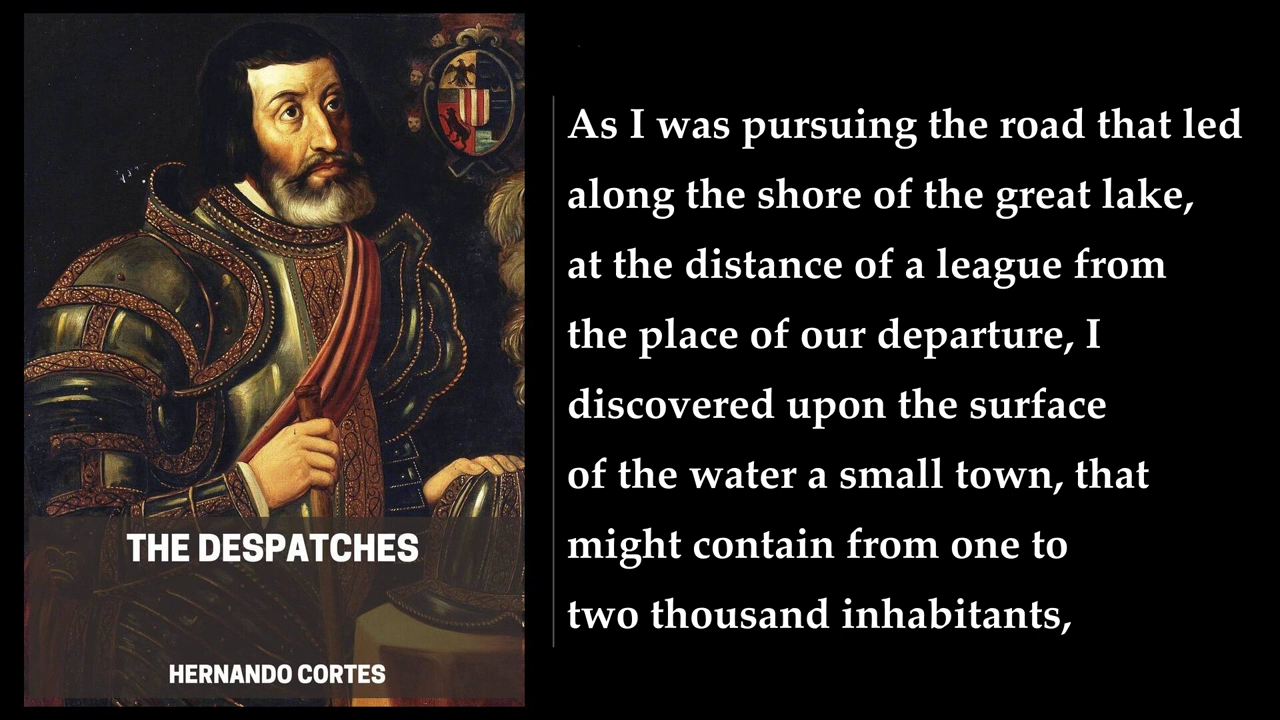 THE DESPATCHES
HERNANDO CORTES
As I was pursuing the road that led
along the shore of the great lake,
at the distance of a league from
the place of our departure, I
discovered upon the surface
of the water a small town, that
might contain from one to
two thousand inhabitants,